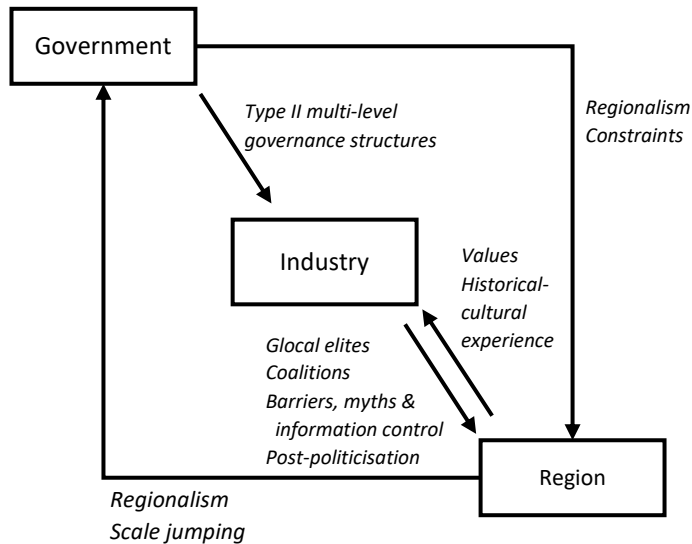 Government
Type II multi-level
governance structures
Regionalism
Constraints
Industry
Values
Historical-
cultural
experience
Glocal elites
Coalitions
Barriers, myths &
information control
Post-politicisation
Region
Regionalism
Scale jumping